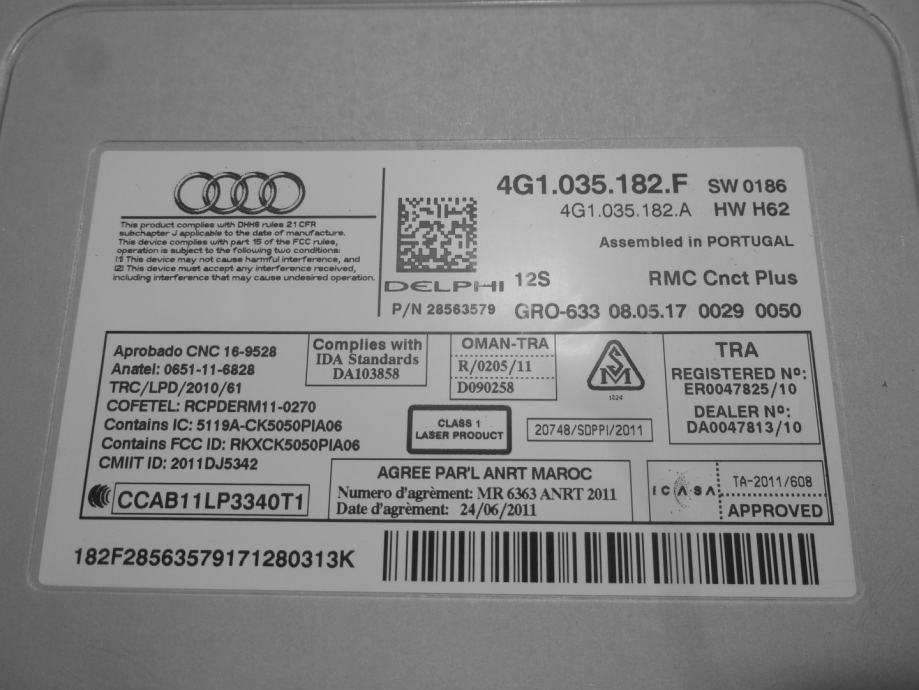 This product complies with DHHS rules 21 CFR
subchapter J applicable to the date of manufacture.
This device complies with part 15 of the FCC rules,
operation is subject to the following two conditions:
(1) This device may not cause harmful interference, and
(2) This device must accept any interference received,
including interference that may cause undesired operation.
4G1.035.182.F SW 0186
4G1.035.182.A HW H62
Assembled in PORTUGAL
DELPHI 12S RMC Cnct Plus
P/N 28563579 GRO-633 08.05.17 0029 0050
Aprobado CNC 16-9528
Anatel: 0651-11-6828
TRC/LPD/2010/61
COFETEL: RCPDERM11-0270
Contains IC: 5119A-CK5050PIA06
Contains FCC ID: RKXCK5050PIA06
CMIIT ID: 2011DJ5342
CCAB11LP3340T1
Complies with
IDA Standards
DA103858
OMAN-TRA
R/0205/11
D090258
SM
1024
TRA
REGISTERED Nº:
ER0047825/10
DEALER Nº:
DA0047813/10
CLASS 1
LASER PRODUCT
20748/SDPPI/2011
AGREE PAR'L ANRT MAROC
Numero d'agrèment: MR 6363 ANRT 2011
Date d'agrèment: 24/06/2011
ICASA
TA-2011/608
APPROVED
182F28563579171280313K